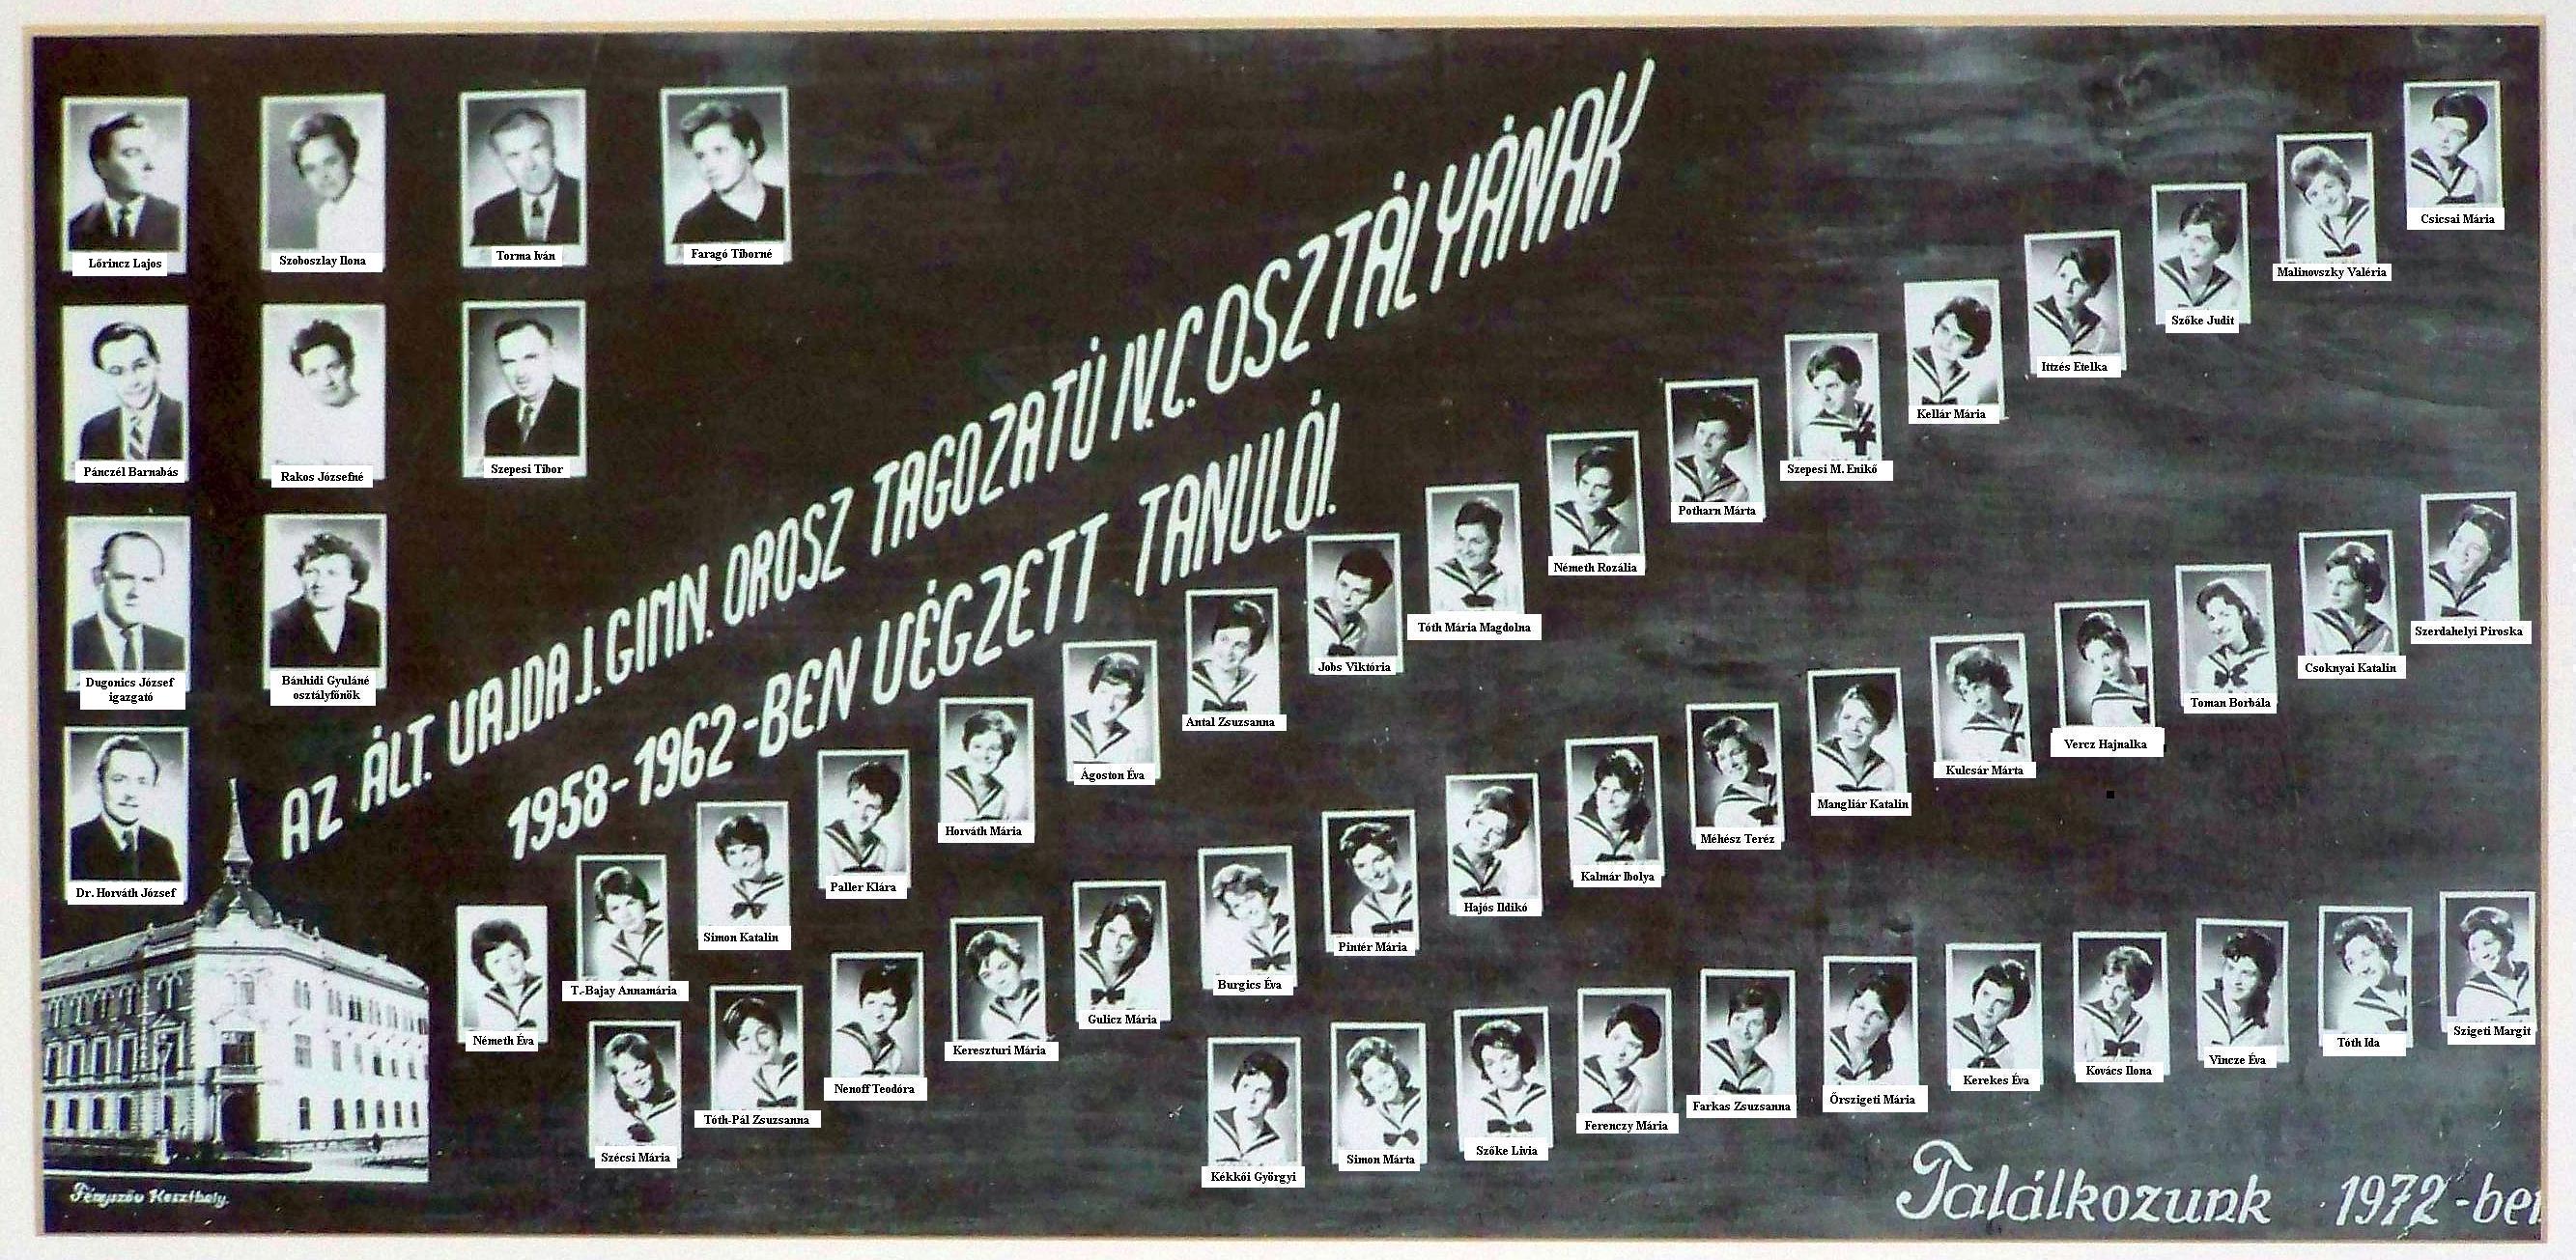 Lőrincz Lajos
Szoboszlay Ilona
Torma Iván
Faragó Tiborné
Pánczél Barnabás
Rakos Józsefné
Szepesi Tibor
Dugonics József
igazgató
Bánhidi Gyuláné
osztályfőnök
Dr. Horváth József
AZ ÁLT. VAJDA J. GIMN. OROSZ TAGOZATÚ IV.C. OSZTÁLYÁNAK
1958-1962-BEN VÉGZETT TANULÓI.
Németh Éva
T.-Bajay Annamária
Simon Katalin
Paller Klára
Horváth Mária
Ágoston Éva
Antal Zsuzsanna
Jobs Viktória
Tóth Mária Magdolna
Németh Rozália
Potharn Márta
Szepesi M. Enikő
Kellár Mária
Ittzés Etelka
Szőke Judit
Malinovszky Valéria
Csicsai Mária
Szécsi Mária
Tóth-Pál Zsuzsanna
Nenoff Teodóra
Kereszturi Mária
Gulicz Mária
Burgics Éva
Pintér Mária
Hajós Ildikó
Kalmár Ibolya
Méhész Teréz
Mangliár Katalin
Kulcsár Márta
Vercz Hajnalka
Toman Borbála
Csoknyai Katalin
Szerdahelyi Piroska
Kékkői Györgyi
Simon Márta
Szőke Livia
Ferenczy Mária
Farkas Zsuzsanna
Őrszigeti Mária
Kerekes Éva
Kovács Ilona
Vincze Éva
Tóth Ida
Szigeti Margit
Fényszöv Keszthely.
Találkozunk 1972-ben